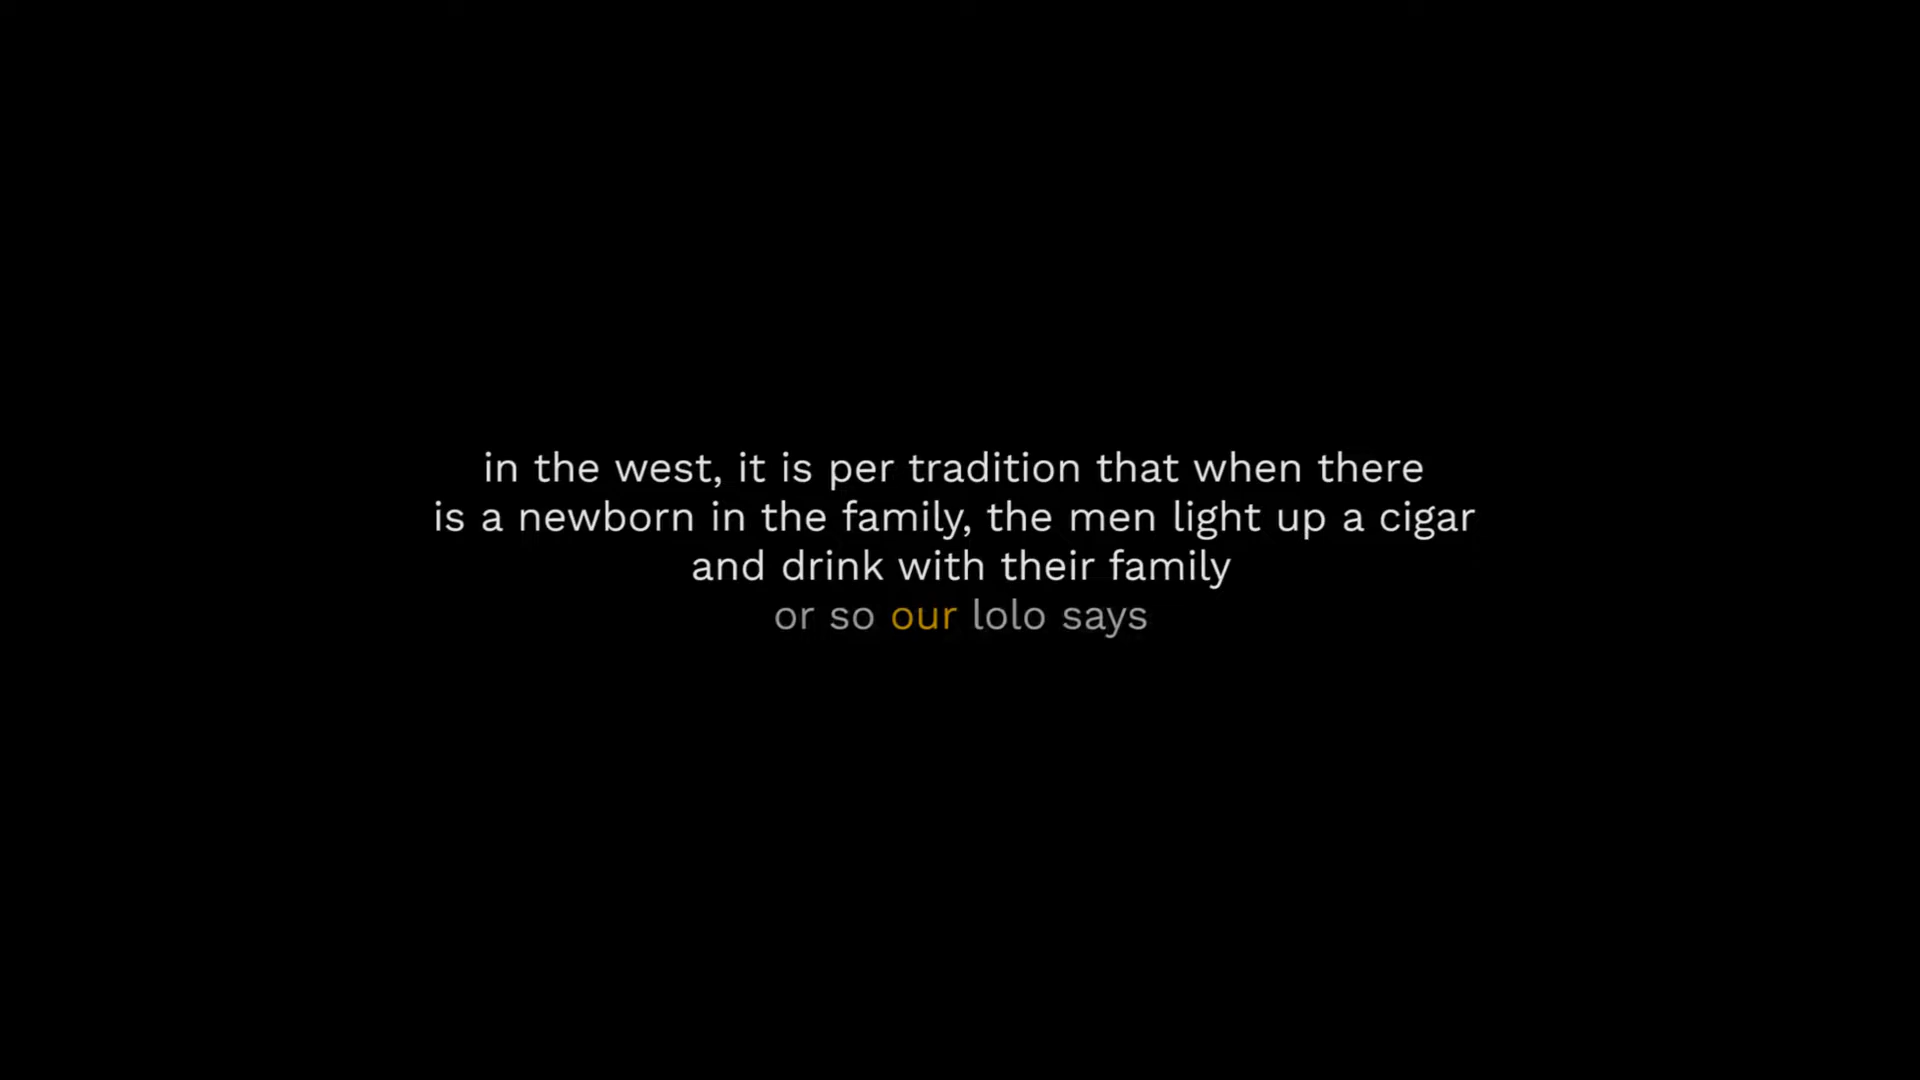 in the west, it is per tradition that when there
is a newborn in the family, the men light up a cigar
and drink with their family
or so our lolo says